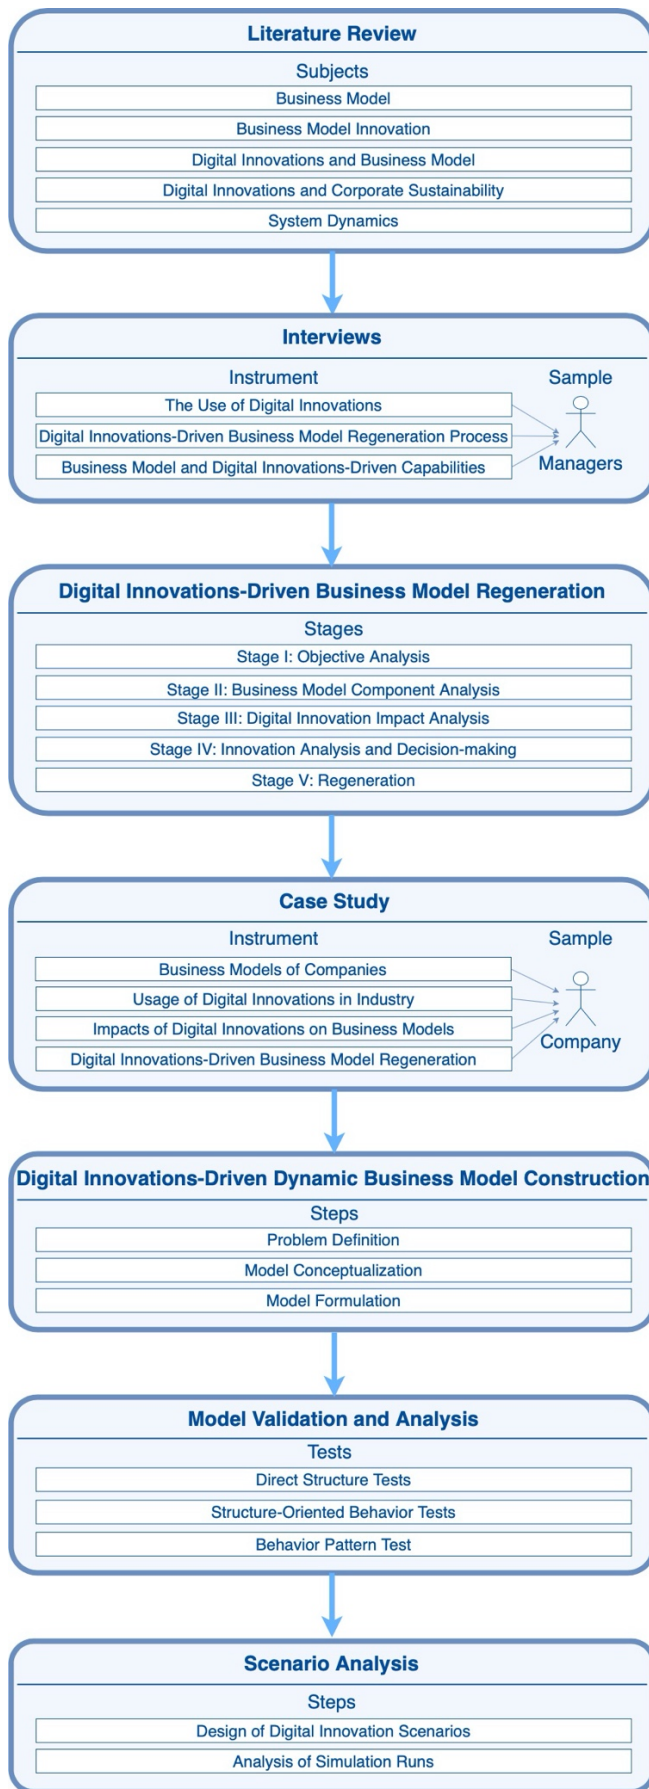 Literature Review
Subjects
Business Model
Business Model Innovation
Digital Innovations and Business Model
Digital Innovations and Corporate Sustainability
System Dynamics
Interviews
Instrument
Sample
The Use of Digital Innovations
Digital Innovations-Driven Business Model Regeneration Process
Business Model and Digital Innovations-Driven Capabilities
Managers
Digital Innovations-Driven Business Model Regeneration
Stages
Stage I: Objective Analysis
Stage II: Business Model Component Analysis
Stage III: Digital Innovation Impact Analysis
Stage IV: Innovation Analysis and Decision-making
Stage V: Regeneration
Case Study
Instrument
Sample
Business Models of Companies
Usage of Digital Innovations in Industry
Impacts of Digital Innovations on Business Models
Digital Innovations-Driven Business Model Regeneration
Company
Digital Innovations-Driven Dynamic Business Model Construction
Steps
Problem Definition
Model Conceptualization
Model Formulation
Model Validation and Analysis
Tests
Direct Structure Tests
Structure-Oriented Behavior Tests
Behavior Pattern Test
Scenario Analysis
Steps
Design of Digital Innovation Scenarios
Analysis of Simulation Runs